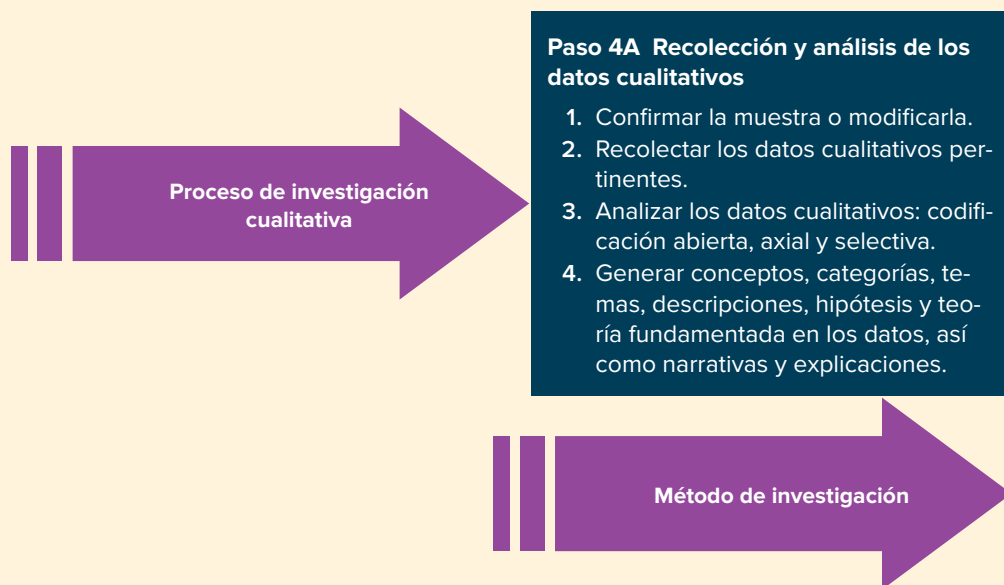 Paso 4A Recolección y análisis de los
datos cualitativos
1. Confirmar la muestra o modificarla.
2. Recolectar los datos cualitativos per-
tinentes.
3. Analizar los datos cualitativos: codifi-
cación abierta, axial y selectiva.
4. Generar conceptos, categorías, te-
mas, descripciones, hipótesis y teo-
ría fundamentada en los datos, así
como narrativas y explicaciones.
Proceso de investigación
cualitativa
Método de investigación